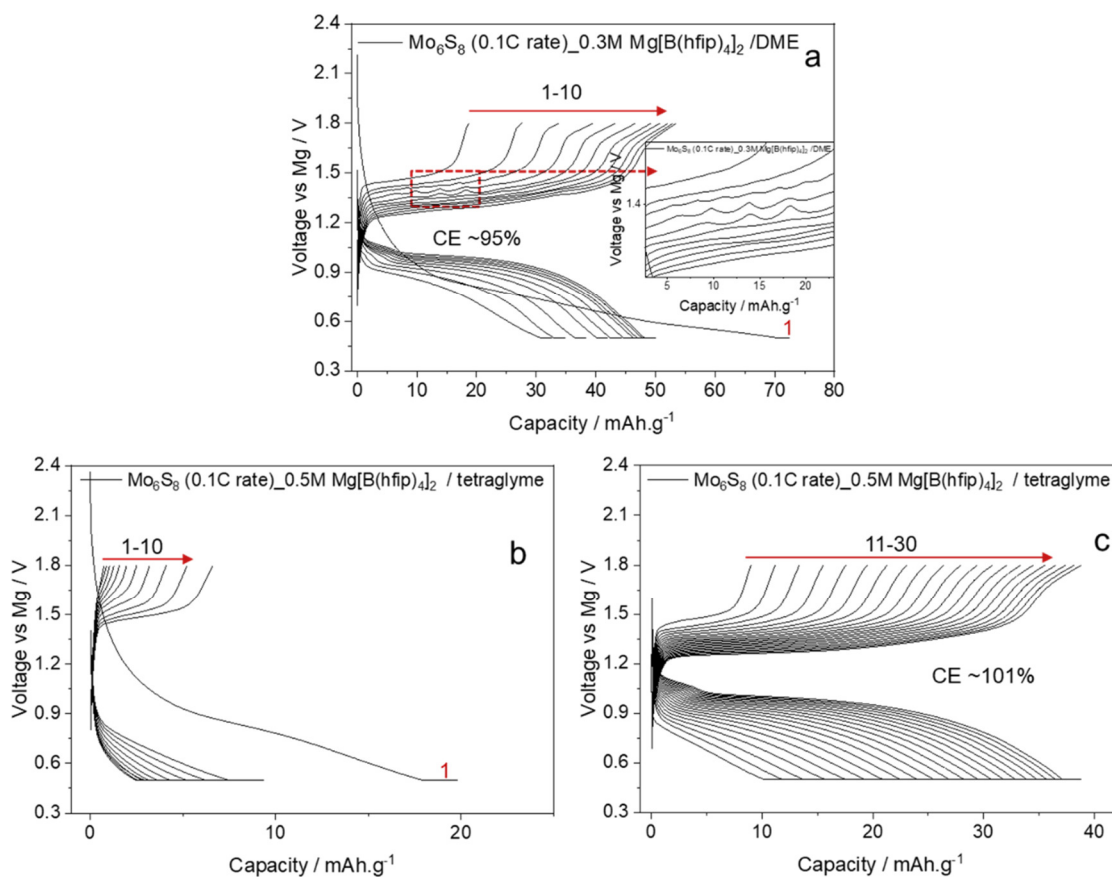 2.4
2.1
1.8
1.5
1.2
0.9
0.6
0.3
Voltage vs Mg / V
Mo₆S₈ (0.1C rate)_0.3M Mg[B(hfip)₄]₂ /DME
a
1-10
CE ~95%
1
Mo₆S₈ (0.1C rate)_0.3M Mg[B(hfip)₄]₂ /DME
Voltage vs Mg / V
1.4
5 10 15 20
Capacity / mAh.g⁻¹
0 10 20 30 40 50 60 70 80
Capacity / mAh.g⁻¹
2.4
2.1
1.8
1.5
1.2
0.9
0.6
0.3
Voltage vs Mg / V
Mo₆S₈ (0.1C rate)_0.5M Mg[B(hfip)₄]₂ / tetraglyme
b
1-10
1
0 10 20
Capacity / mAh.g⁻¹
2.4
2.1
1.8
1.5
1.2
0.9
0.6
0.3
Voltage vs Mg / V
Mo₆S₈ (0.1C rate)_0.5M Mg[B(hfip)₄]₂ / tetraglyme
c
11-30
CE ~101%
0 10 20 30 40
Capacity / mAh.g⁻¹